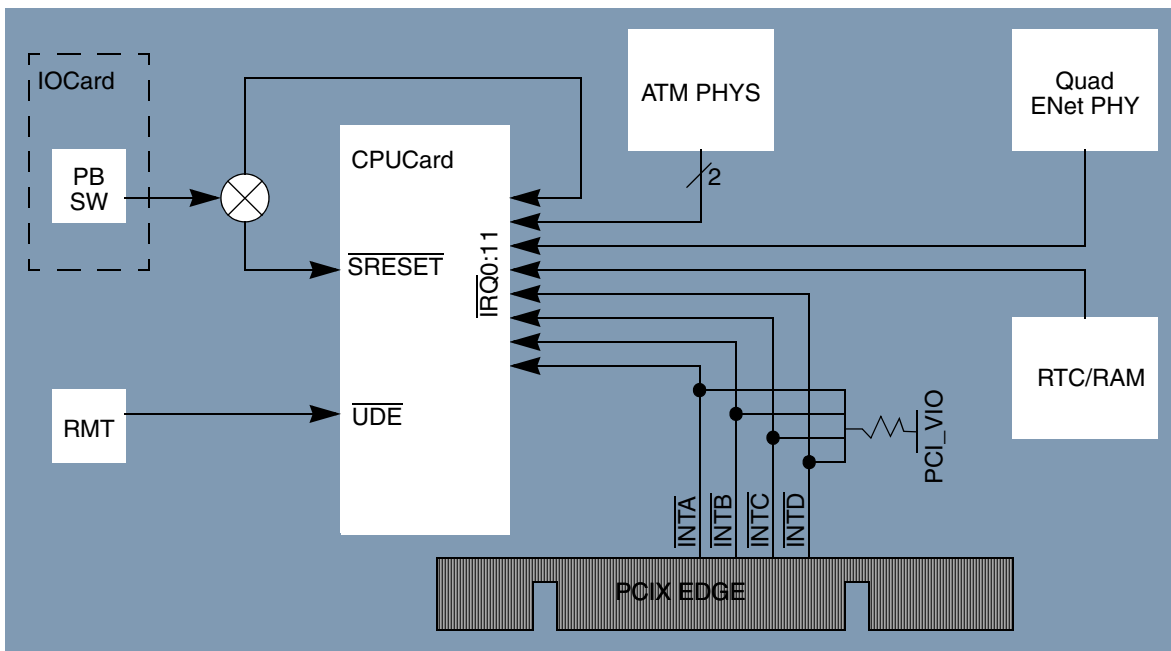 IOCard
PB
SW
RMT
CPUCard
SRESET
UDE
IRQ0:11
ATM PHYS
2
Quad
ENet PHY
RTC/RAM
PCI_VIO
INTA
INTB
INTC
INTD
PCIX EDGE